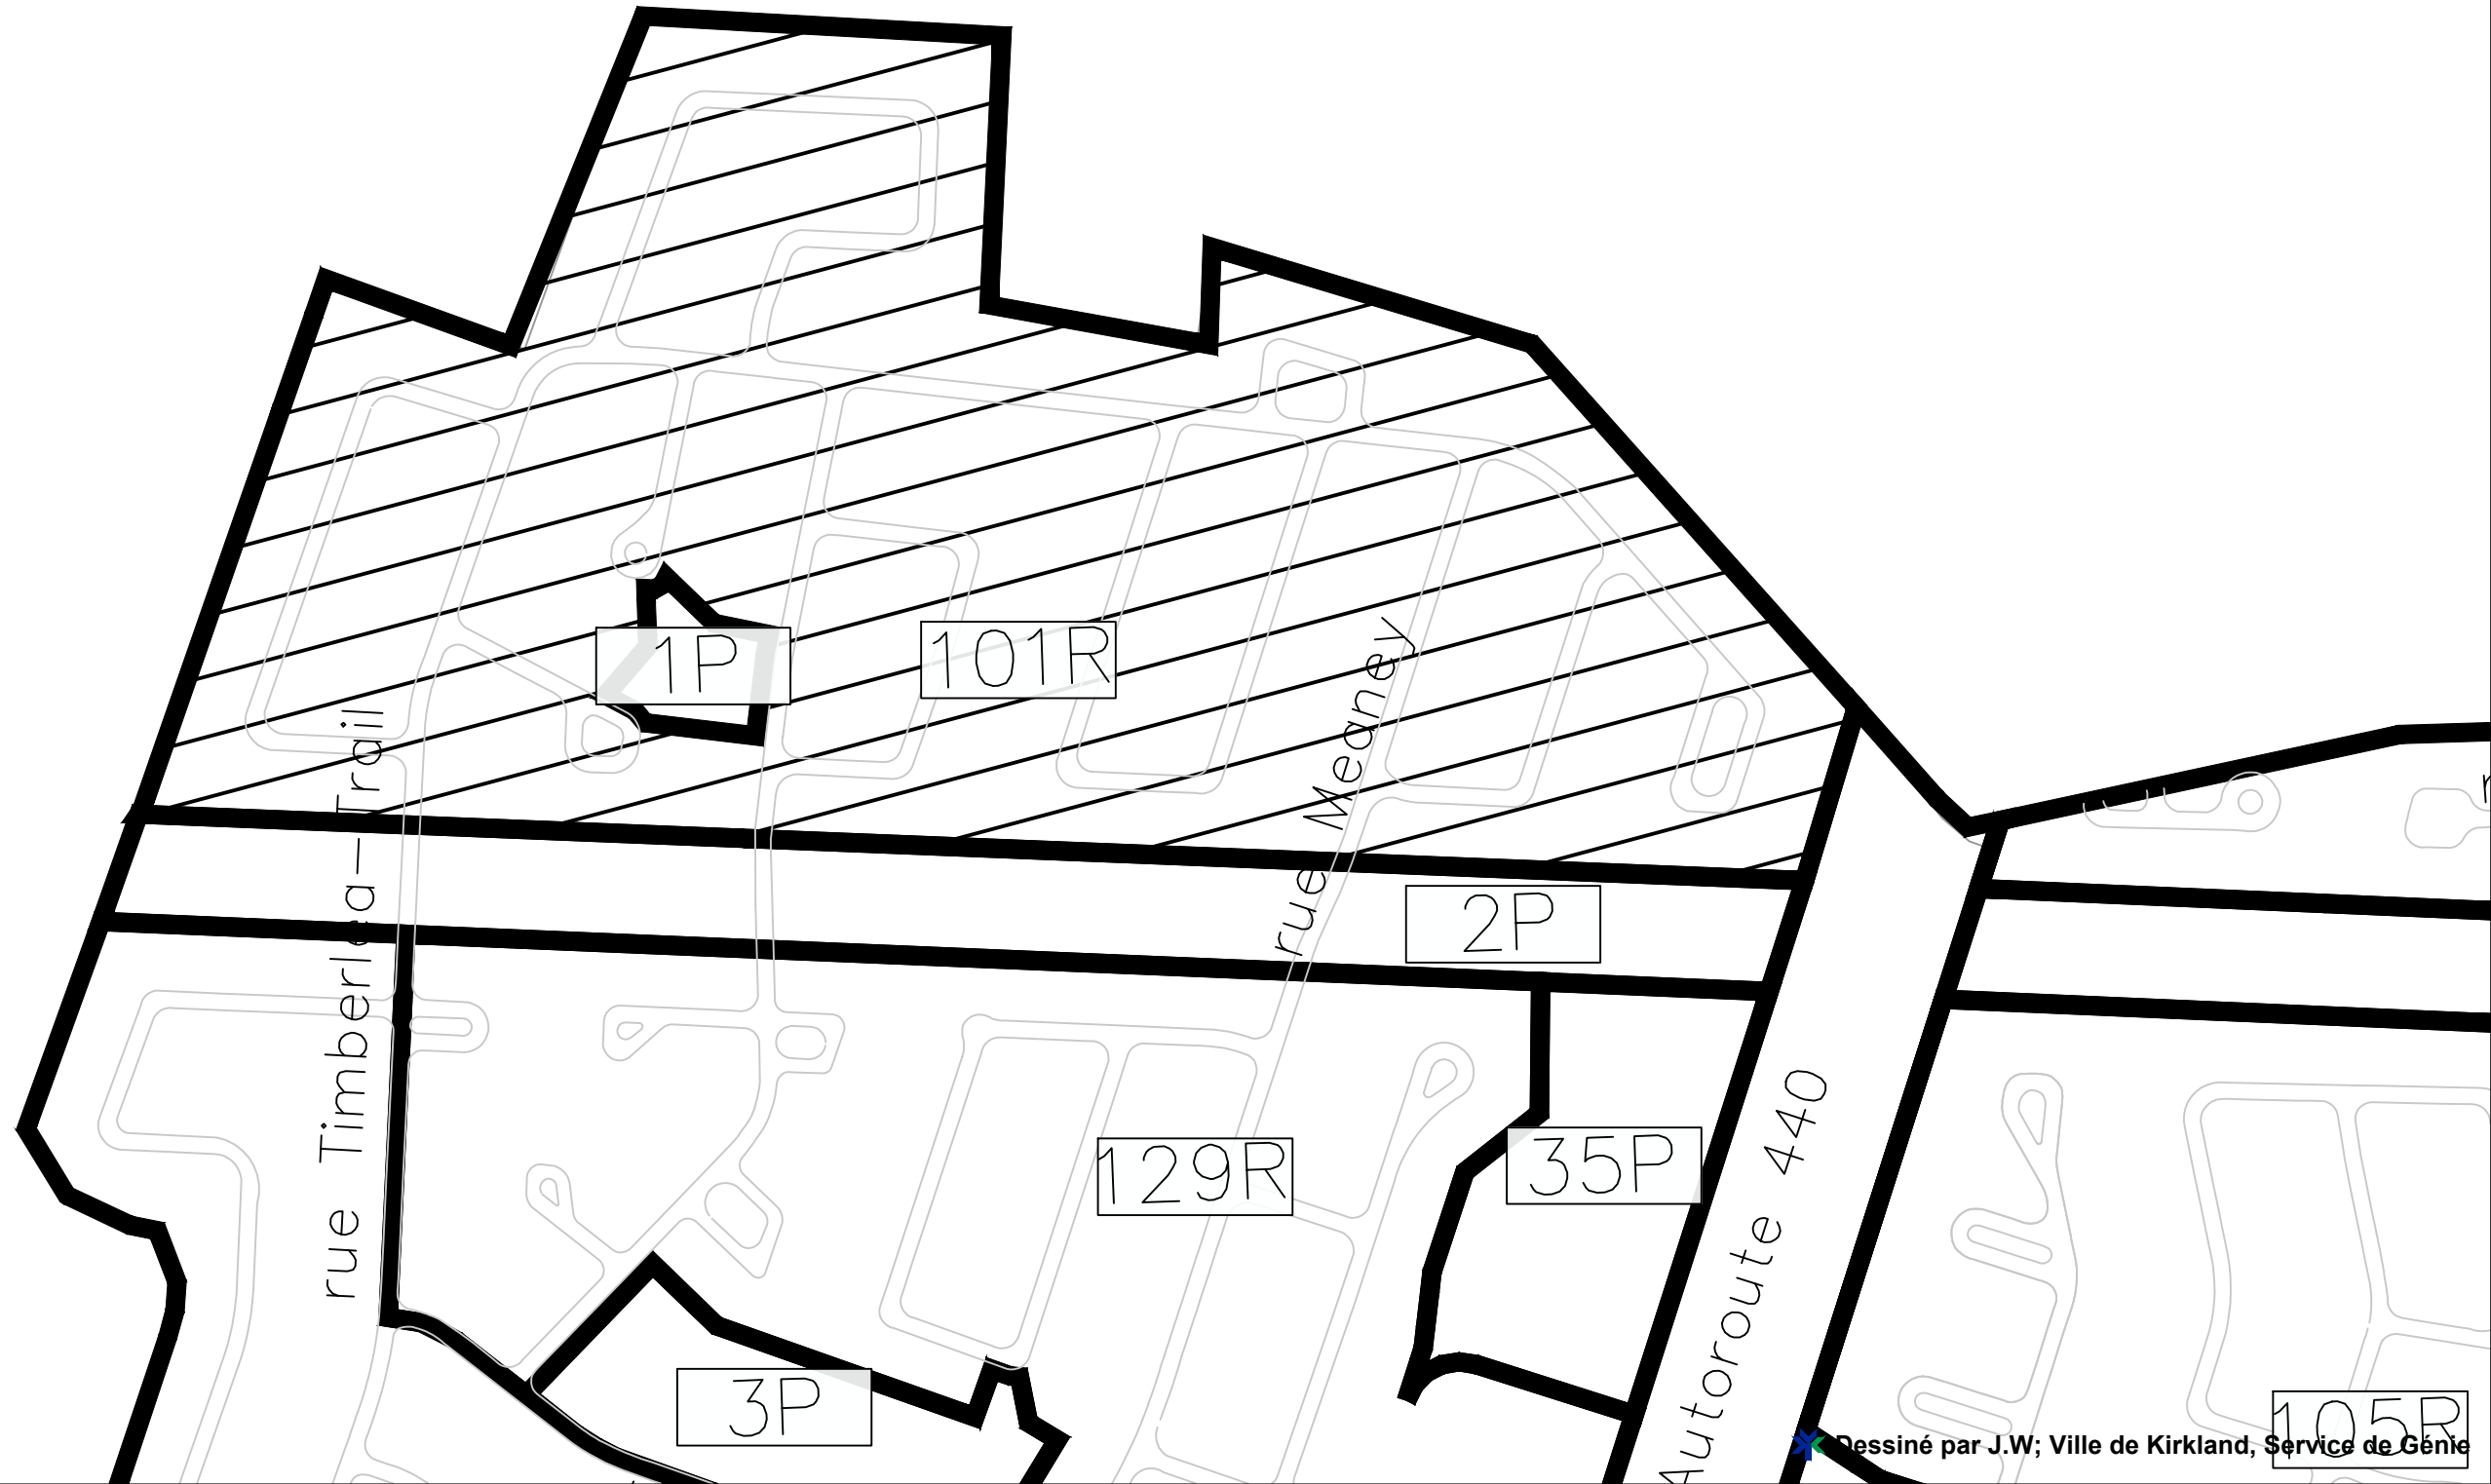 1P
101R
rue Timberlea-Trail
rue Meaney
2P
129R
35P
Autoroute 440
3P
105R
Dessiné par J.W; Ville de Kirkland, Service de Génie